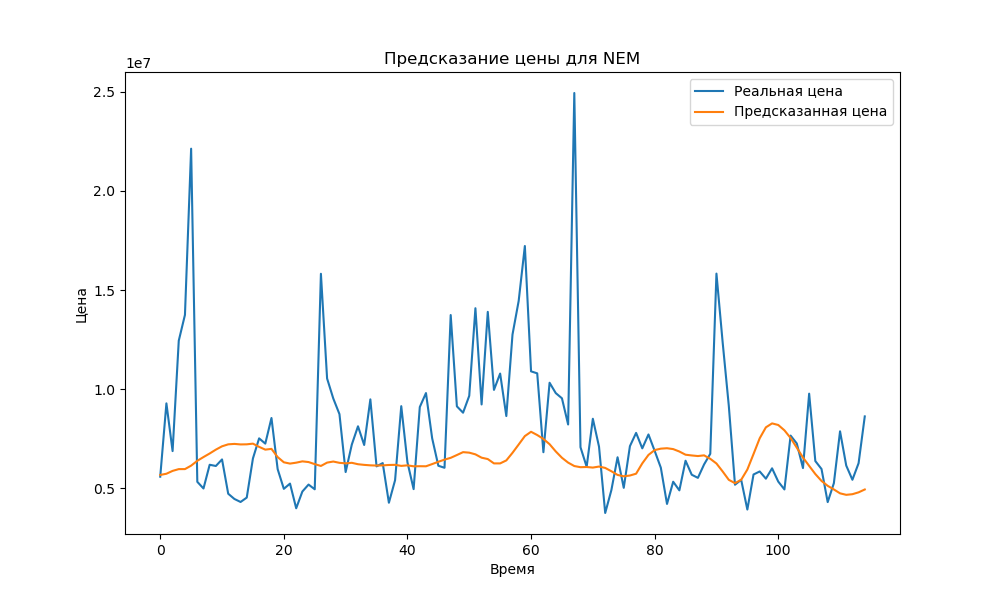 Предсказание цены для NEM
1e7
Реальная цена
Предсказанная цена
2.5
2.0
1.5
1.0
0.5
Цена
0 20 40 60 80 100
Время